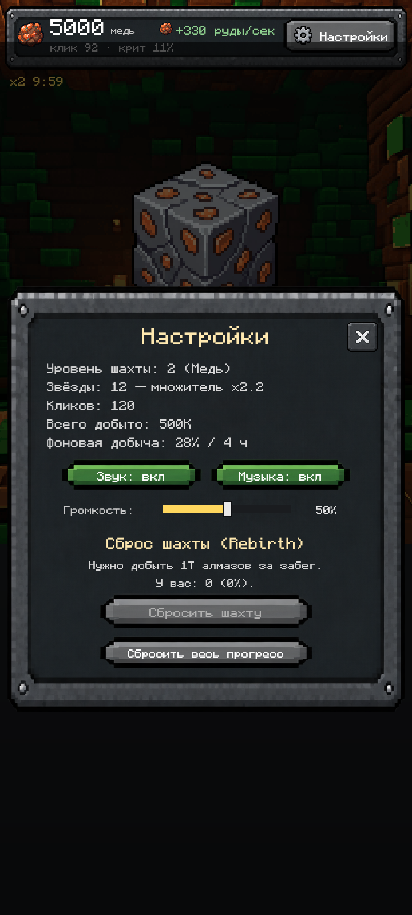 5000 медь
+330 руды/сек
Настройки
клик 92 · крит 11%
x2 9:59
Настройки
Уровень шахты: 2 (Медь)
Звёзды: 12 — множитель x2.2
Кликов: 120
Всего добыто: 500K
Фоновая добыча: 28% / 4 ч
Звук: вкл
Музыка: вкл
Громкость:
50%
Сброс шахты (Rebirth)
Нужно добыть 1T алмазов за забег.
У вас: 0 (0%).
Сбросить шахту
Сбросить весь прогресс